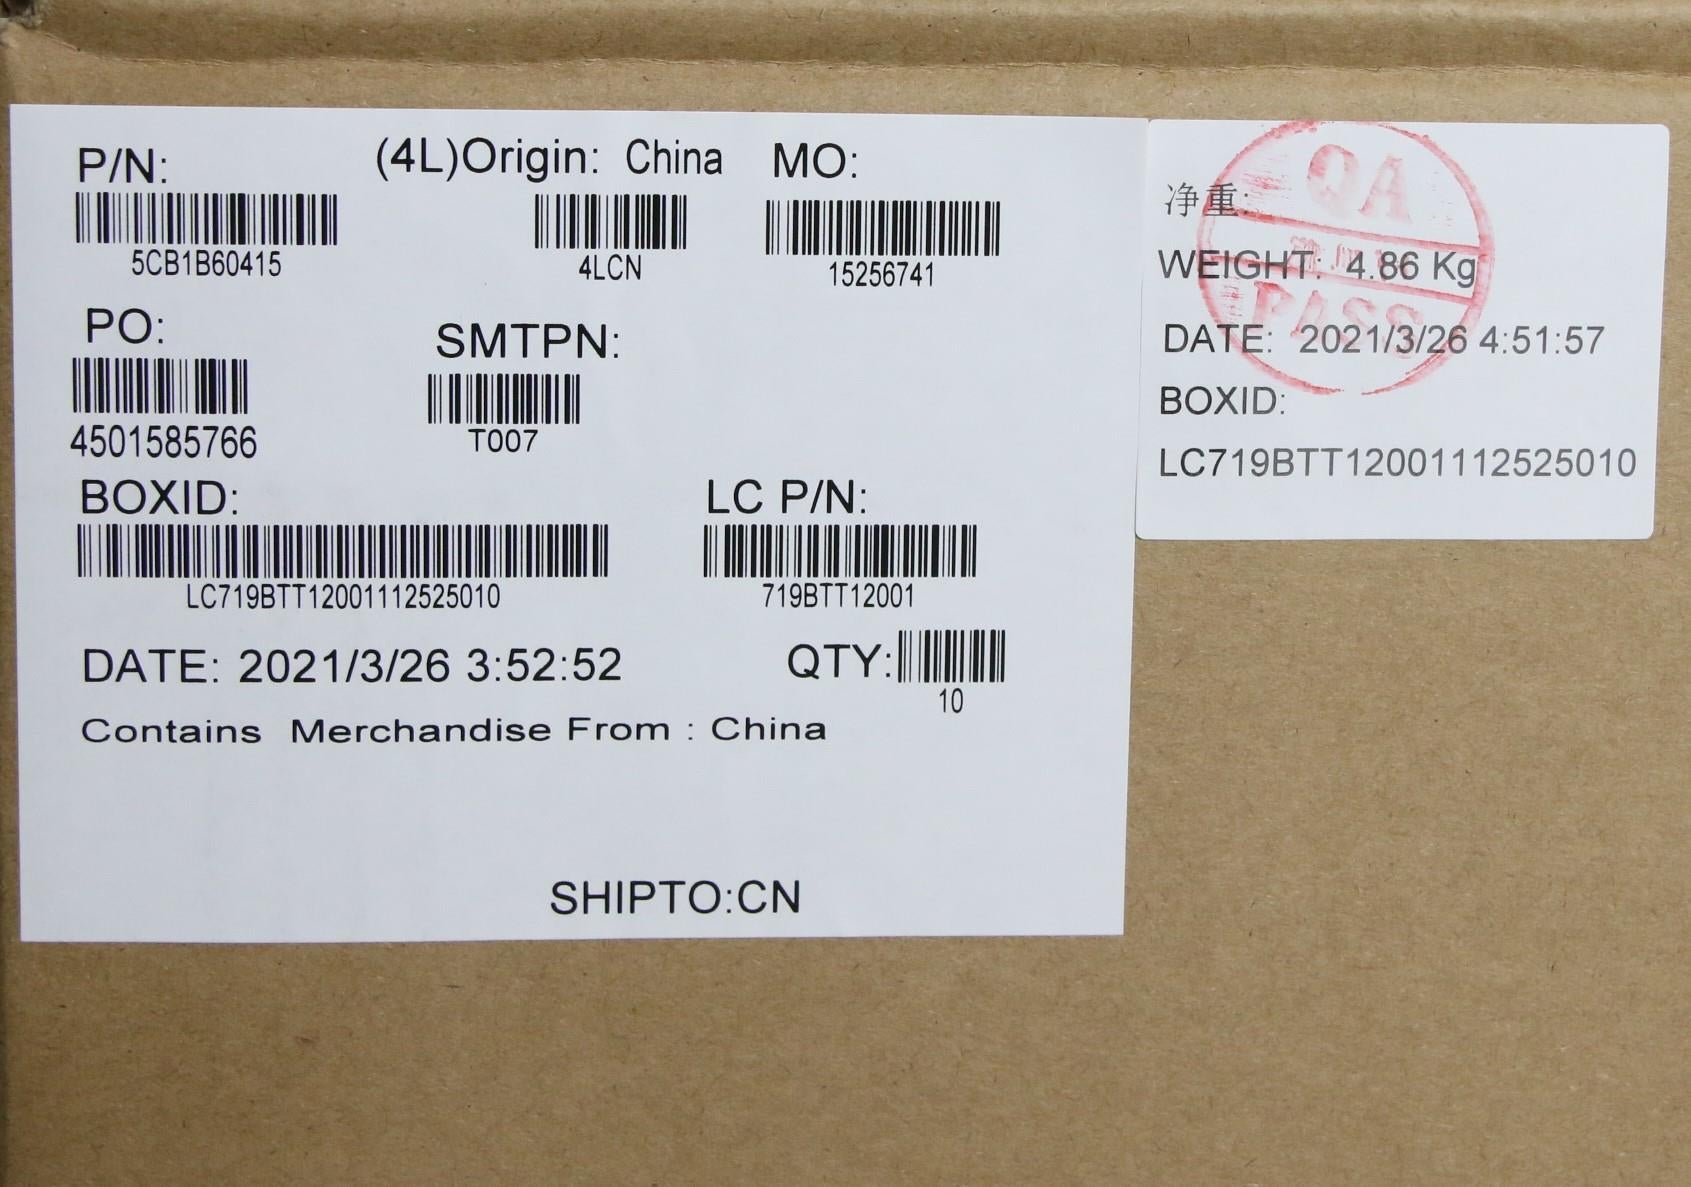 P/N: (4L)Origin: China MO:
5CB1B60415 4LCN 15256741
PO: SMTPN:
4501585766 T007
BOXID: LC P/N:
LC719BTT12001112525010 719BTT12001
DATE: 2021/3/26 3:52:52 QTY:
10
Contains Merchandise From : China
SHIPTO:CN
QA
PASS
净重:
WEIGHT: 4.86 Kg
DATE: 2021/3/26 4:51:57
BOXID:
LC719BTT12001112525010